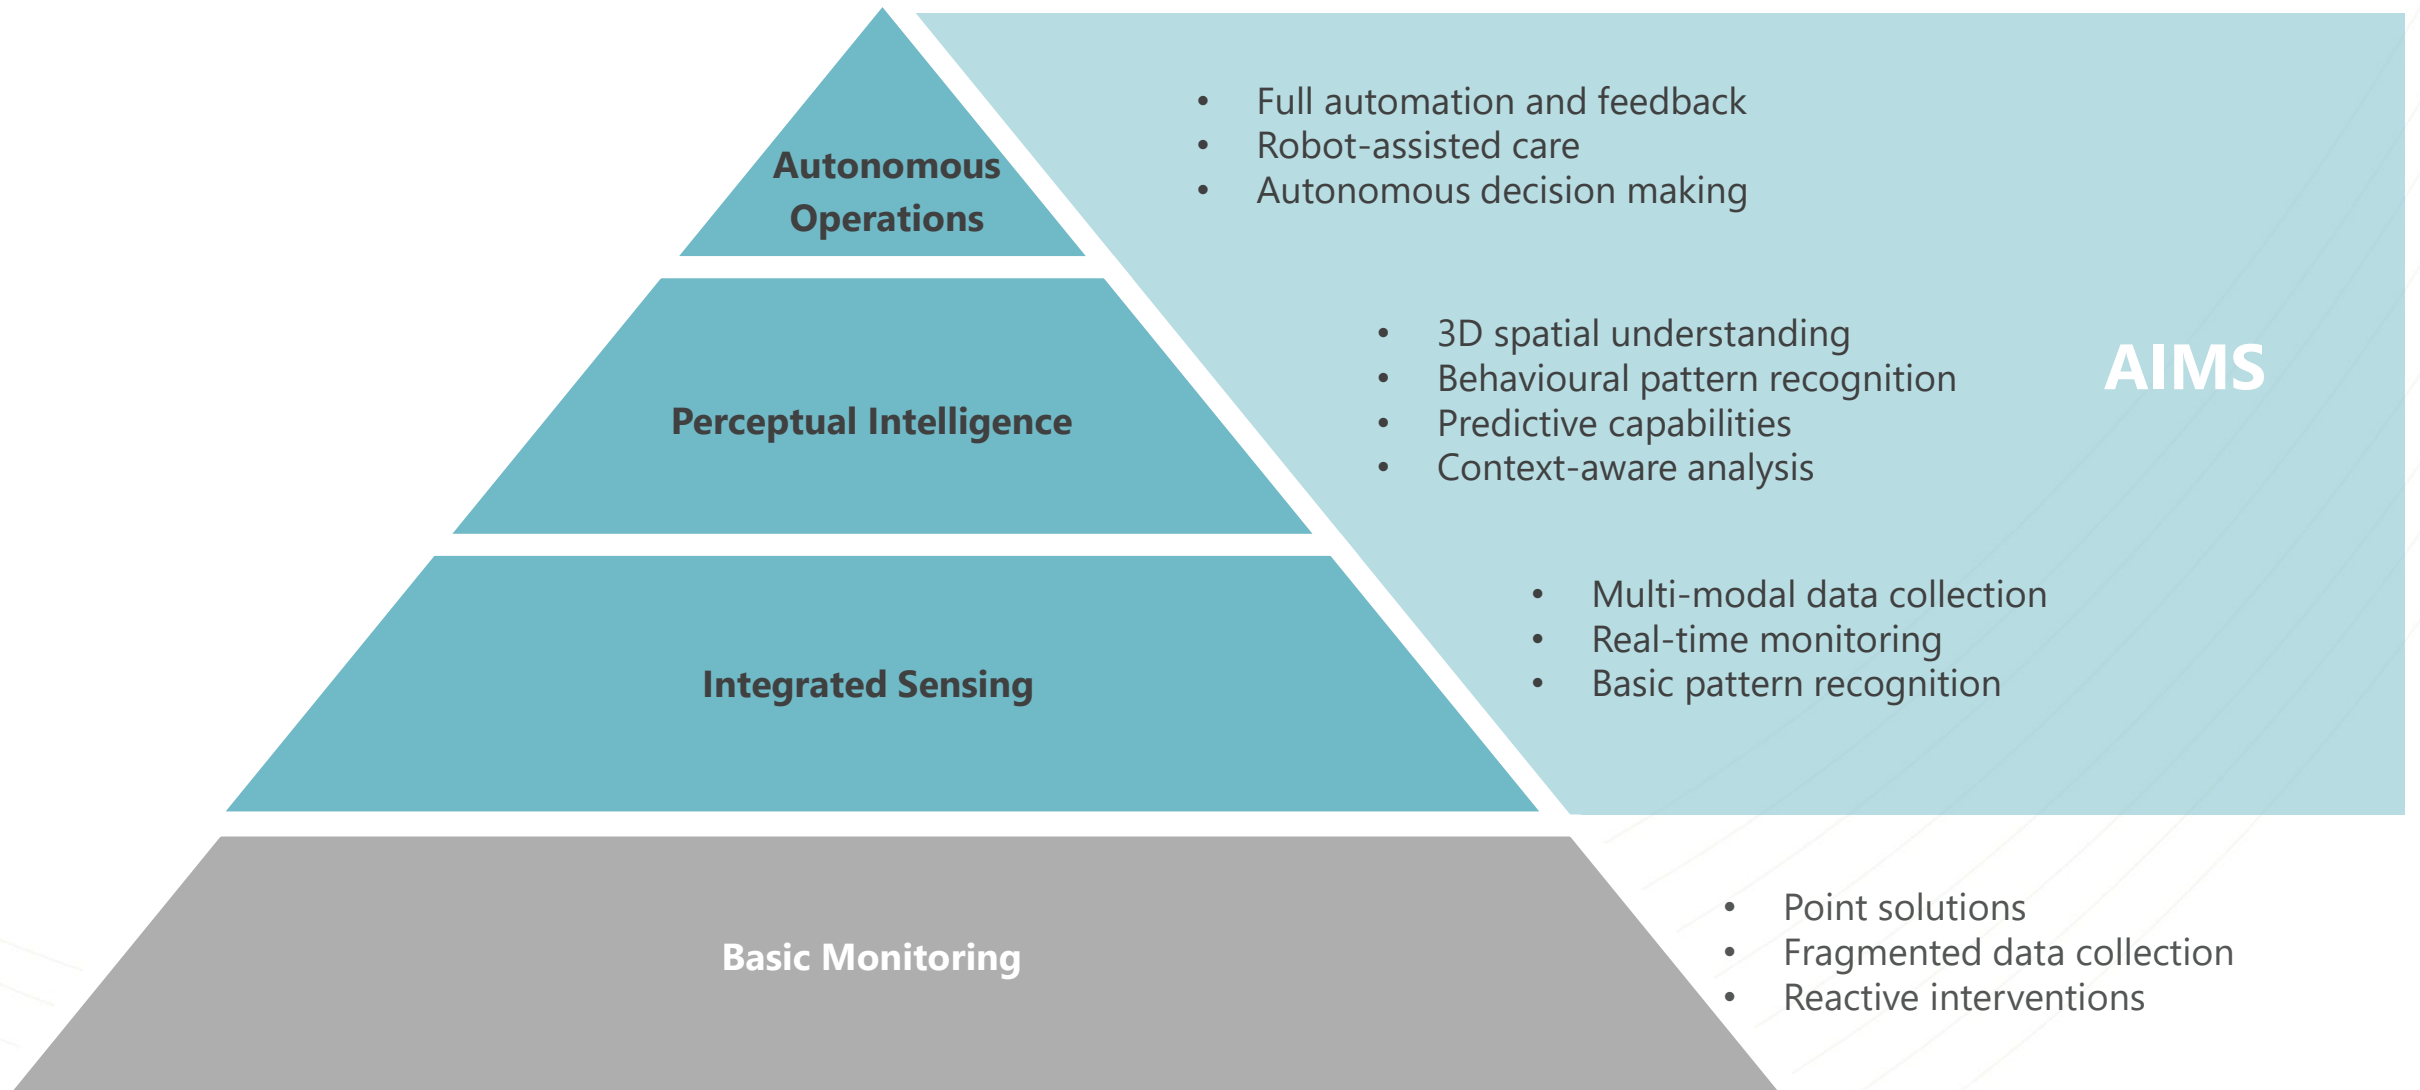 Autonomous
Operations
• Full automation and feedback
• Robot-assisted care
• Autonomous decision making
Perceptual Intelligence
• 3D spatial understanding
• Behavioural pattern recognition
• Predictive capabilities
• Context-aware analysis
AIMS
Integrated Sensing
• Multi-modal data collection
• Real-time monitoring
• Basic pattern recognition
Basic Monitoring
• Point solutions
• Fragmented data collection
• Reactive interventions